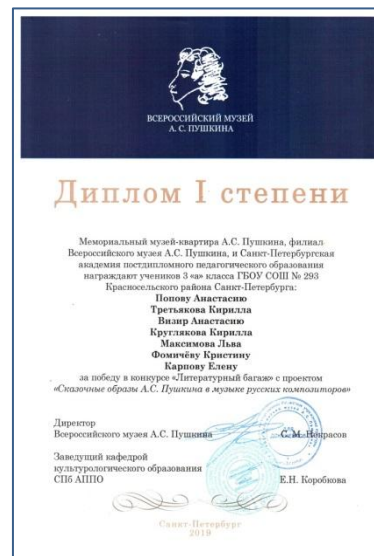 ВСЕРОССИЙСКИЙ МУЗЕЙ
А. С. ПУШКИНА
Диплом I степени
Мемориальный музей-квартира А.С. Пушкина, филиал
Всероссийского музея А.С. Пушкина, и Санкт-Петербургская
академия постдипломного педагогического образования
награждают учеников 3 «а» класса ГБОУ СОШ № 293
Красносельского района Санкт-Петербурга:
Попову Анастасию
Третьякова Кирилла
Визир Анастасию
Круглякова Кирилла
Максимова Льва
Фомичёву Кристину
Карпову Елену
за победу в конкурсе «Литературный багаж» с проектом
«Сказочные образы А.С. Пушкина в музыке русских композиторов»
Директор
Всероссийского музея А.С. Пушкина С.М. Некрасов
Заведущий кафедрой
культурологического образования
СПб АППО Е.Н. Коробкова
Санкт-Петербург
2019